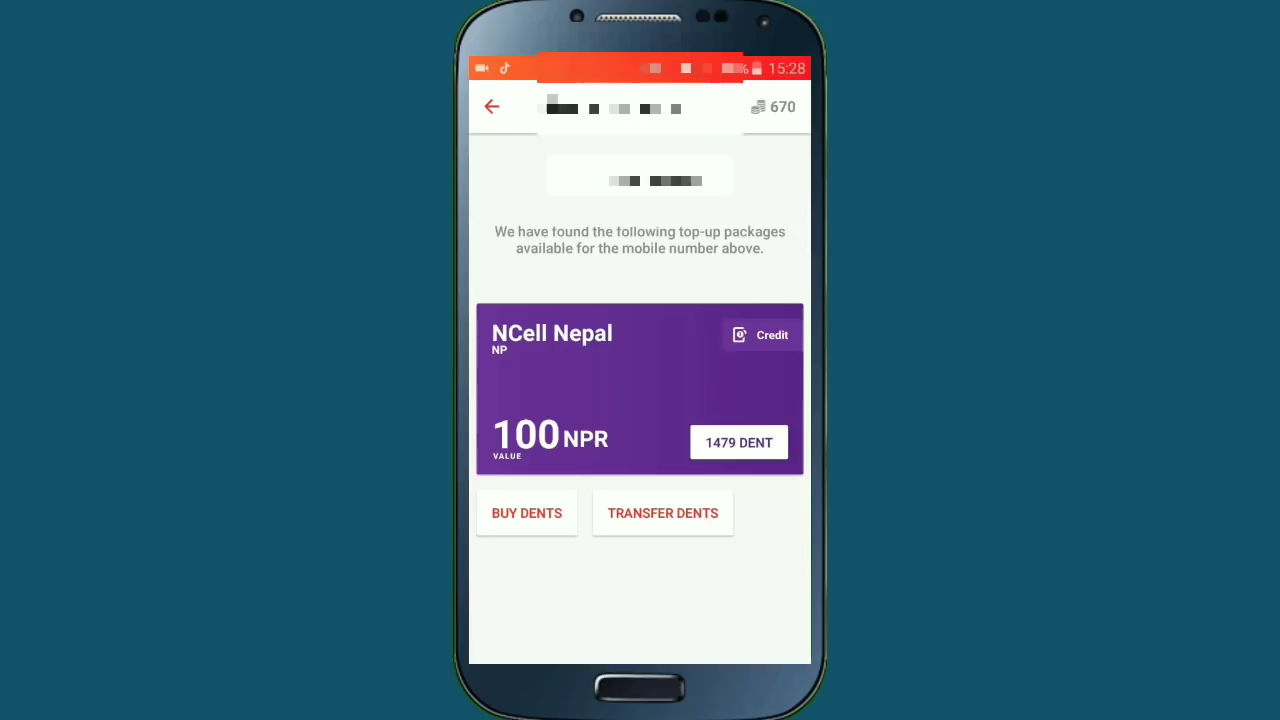 15:28
670
We have found the following top-up packages
available for the mobile number above.
NCell Nepal
Credit
NP
100 NPR
1479 DENT
VALUE
BUY DENTS
TRANSFER DENTS